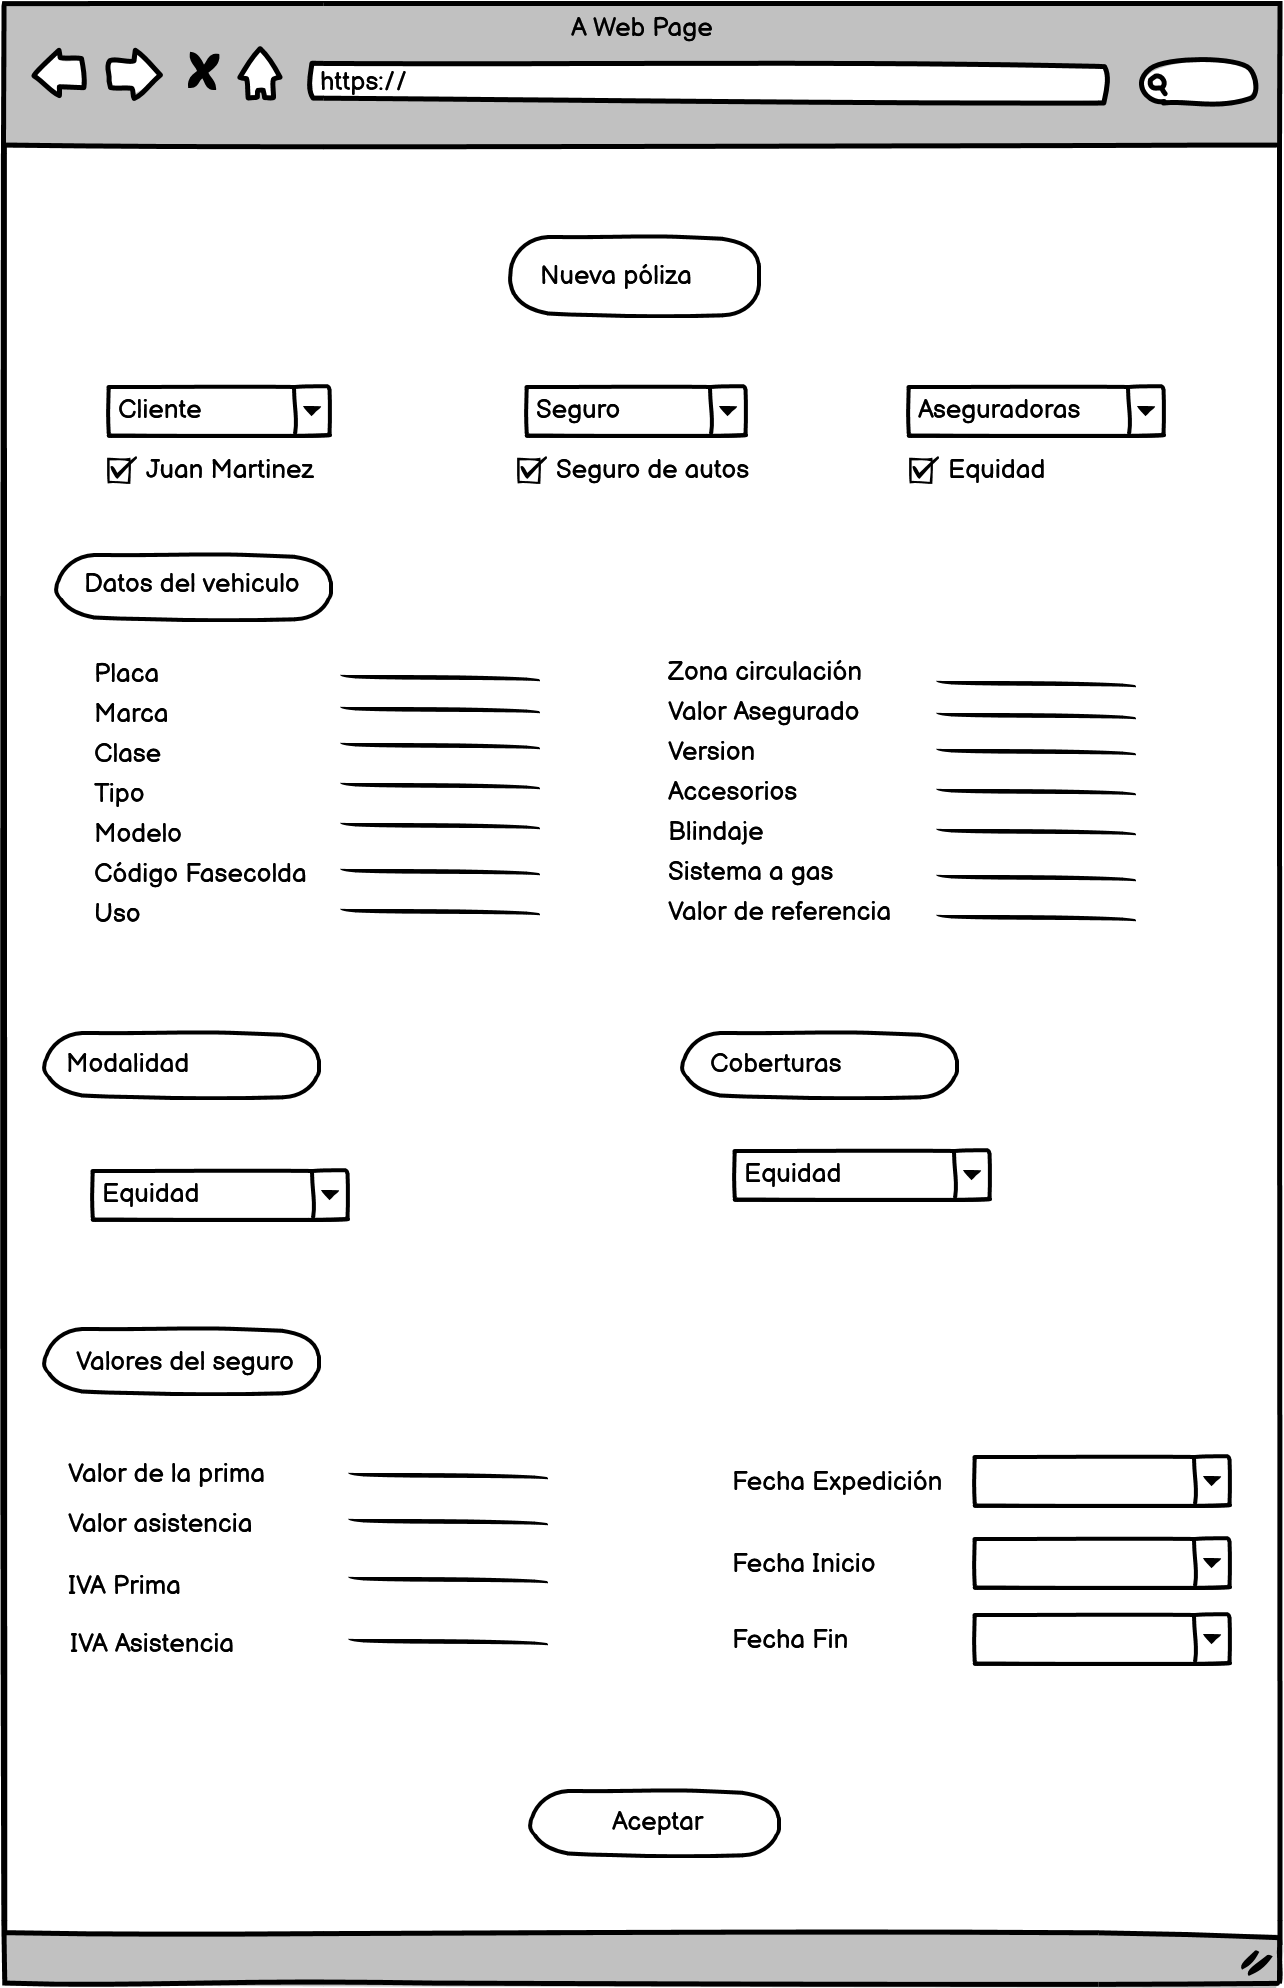 A Web Page
https://
Nueva póliza
Cliente
Seguro
Aseguradoras
Juan Martinez
Seguro de autos
Equidad
Datos del vehiculo
Placa
Marca
Clase
Tipo
Modelo
Código Fasecolda
Uso
Zona circulación
Valor Asegurado
Version
Accesorios
Blindaje
Sistema a gas
Valor de referencia
Modalidad
Coberturas
Equidad
Equidad
Valores del seguro
Valor de la prima
Valor asistencia
IVA Prima
IVA Asistencia
Fecha Expedición
Fecha Inicio
Fecha Fin
Aceptar